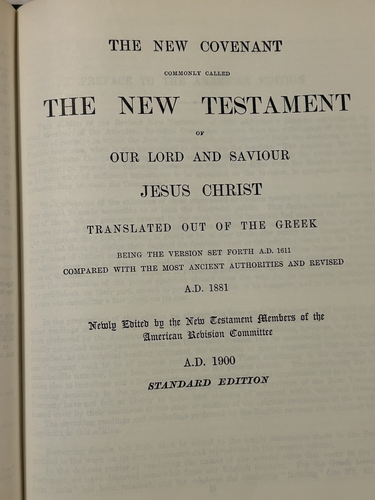 THE NEW COVENANT
COMMONLY CALLED
THE NEW TESTAMENT
OF
OUR LORD AND SAVIOUR
JESUS CHRIST
TRANSLATED OUT OF THE GREEK
BEING THE VERSION SET FORTH A.D. 1611
COMPARED WITH THE MOST ANCIENT AUTHORITIES AND REVISED
A.D. 1881
Newly Edited by the New Testament Members of the
American Revision Committee
A.D. 1900
STANDARD EDITION